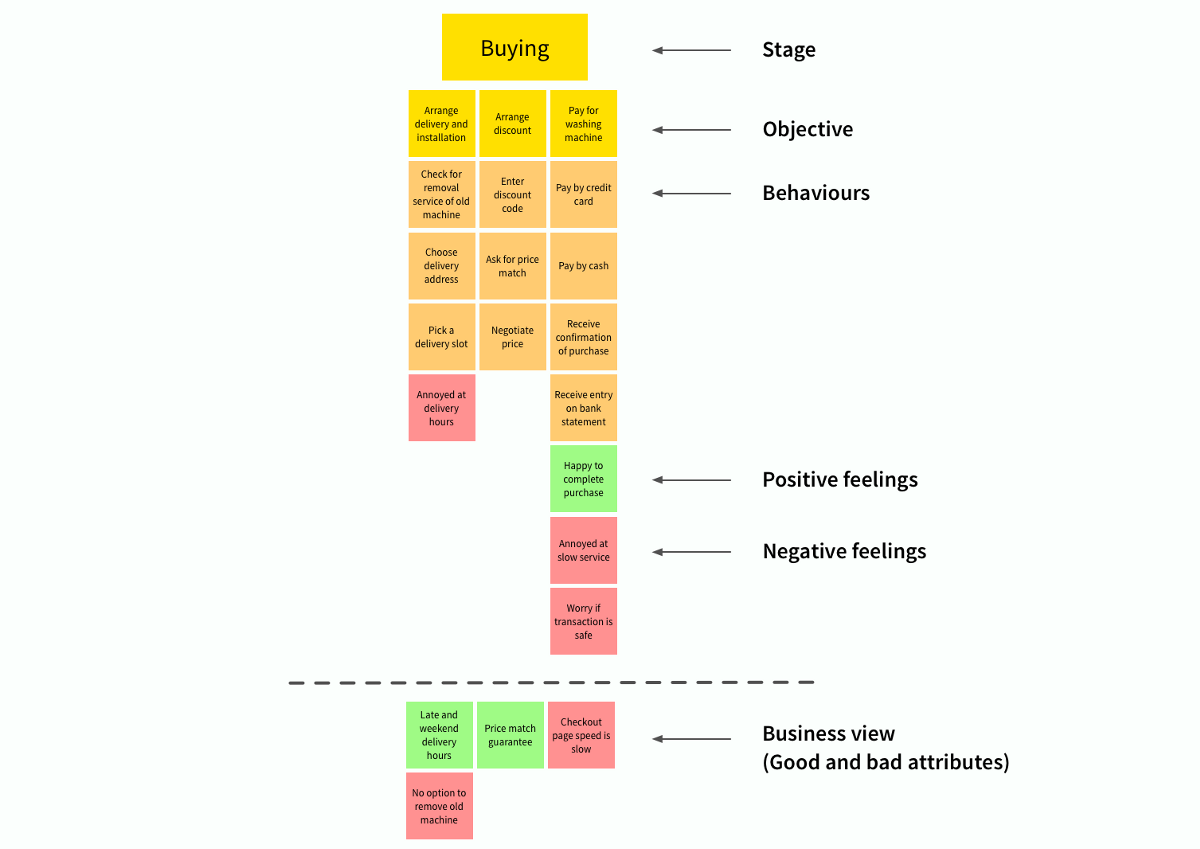 Buying
Stage
Arrange
delivery and
installation
Arrange
discount
Pay for
washing
machine
Objective
Check for
removal
service of old
machine
Enter
discount
code
Pay by credit
card
Behaviours
Choose
delivery
address
Ask for price
match
Pay by cash
Pick a
delivery slot
Negotiate
price
Receive
confirmation
of purchase
Annoyed at
delivery
hours
Receive entry
on bank
statement
Happy to
complete
purchase
Positive feelings
Annoyed at
slow service
Negative feelings
Worry if
transaction is
safe
Late and
weekend
delivery
hours
Price match
guarantee
Checkout
page speed is
slow
Business view
(Good and bad attributes)
No option to
remove old
machine